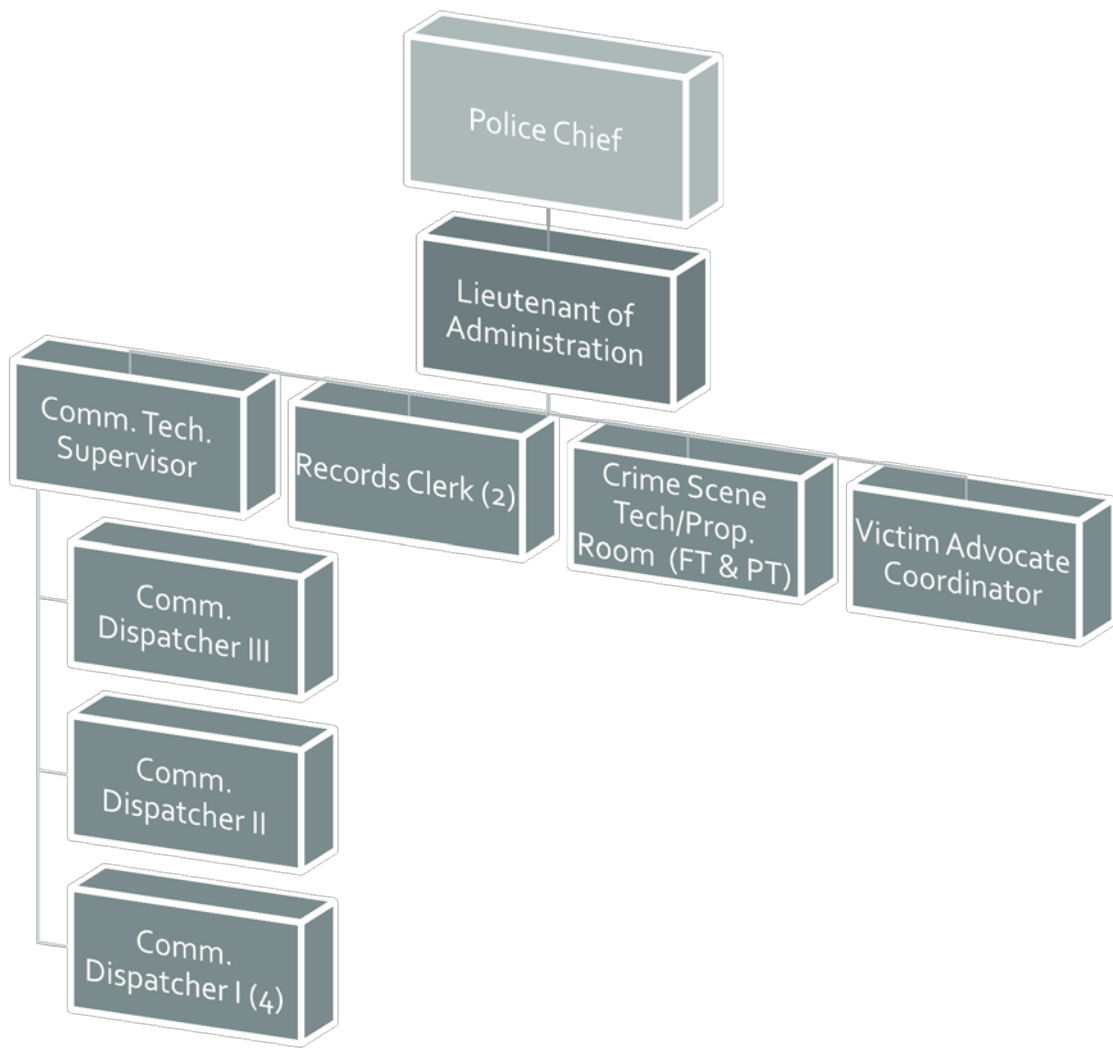 Police Chief
Lieutenant of
Administration
Comm. Tech.
Supervisor
Records Clerk (2)
Crime Scene
Tech/Prop.
Room (FT & PT)
Victim Advocate
Coordinator
Comm.
Dispatcher III
Comm.
Dispatcher II
Comm.
Dispatcher I (4)